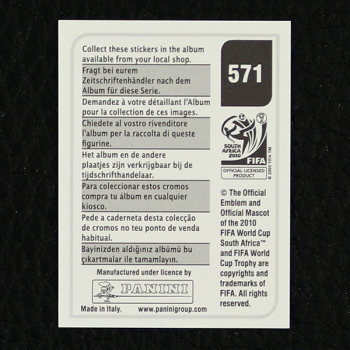 Collect these stickers in the album
available from your local shop.
Fragt bei eurem
Zeitschriftenhändler nach dem
Album für diese Serie.
Demandez à votre détaillant l'Album
pour la collection de ces images.
Chiedete al vostro rivenditore
l'album per la raccolta di queste
figurine.
Het album en de andere
plaatjes zijn verkrijgbaar bij de
tijdschrifthandelaar.
Para coleccionar estos cromos
compra tu álbum en cualquier
kiosco.
Pede a caderneta desta colecção
de cromos no teu ponto de venda
habitual.
Bayinizden aldığınız albümü bu
çıkartmalar ile tamamlayın.
Manufactured under licence by
PANINI
Made in Italy. www.paninigroup.com
571
SOUTH AFRICA
2010
FIFA
OFFICIAL LICENSED
PRODUCT
© The Official
Emblem and
Official Mascot
of the 2010
FIFA World Cup
South Africa™
and FIFA World
Cup Trophy are
copyrights and
trademarks of
FIFA. All rights
reserved.